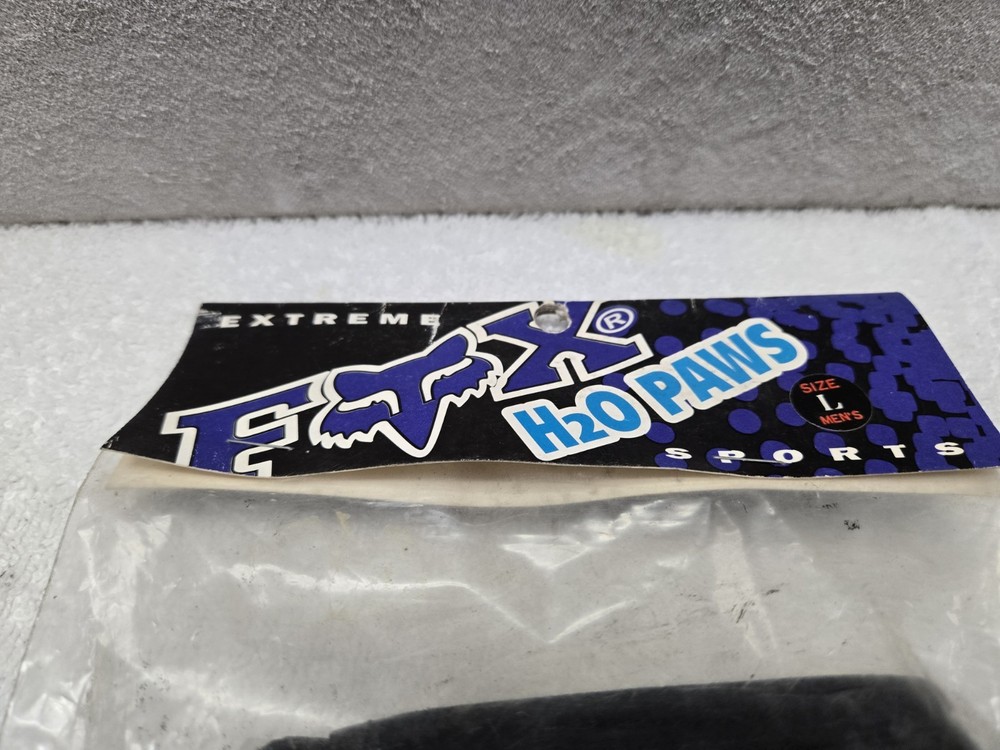 EXTREME
FOX®
H2O PAWS
SIZE
L
MEN'S
SPORTS